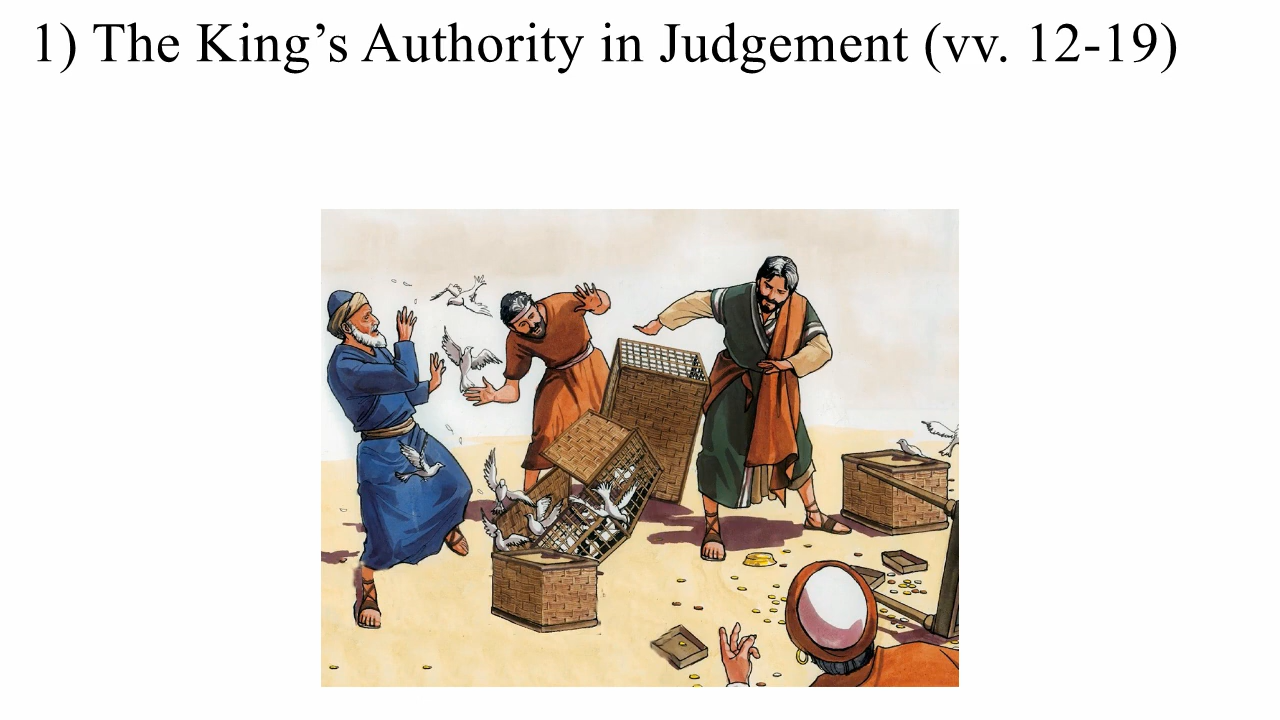 1) The King’s Authority in Judgement (vv. 12-19)